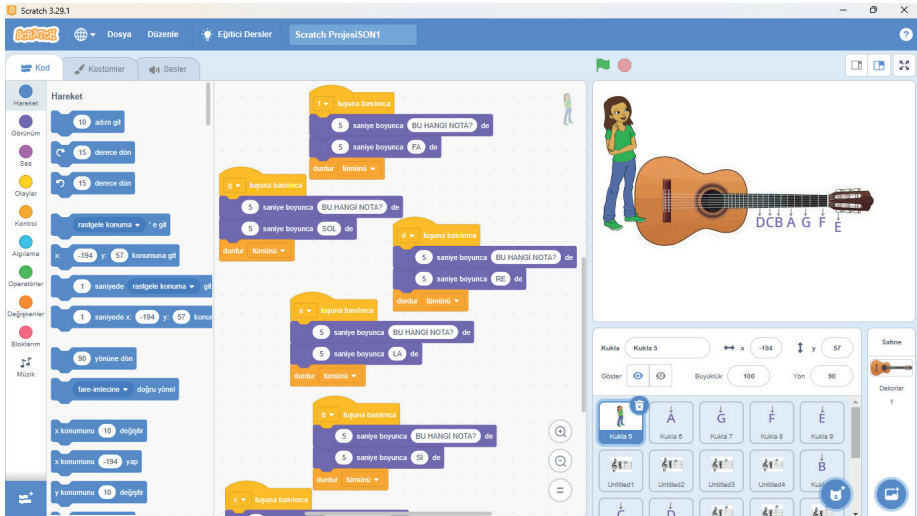 Scratch 3.29.1
SCRATCH
Dosya
Düzenle
Eğitici Dersler
Scratch ProjesiSON1
Kod
Kostümler
Sesler
Hareket
Görünüm
Ses
Olaylar
Kontrol
Algılama
Operatörler
Değişkenler
Bloklarım
Müzik
Hareket
10 adım git
15 derece dön
15 derece dön
rastgele konuma 'e git
x: -194 y: 57 konumuna git
1 saniyede rastgele konuma git
1 saniyede x: -194 y: 57 konu
90 yönüne dön
fare-imlecine doğru yönel
x konumunu 10 değiştir
x konumunu -194 yap
y konumunu 10 değiştir
f tuşuna basılınca
5 saniye boyunca BU HANGİ NOTA? de
5 saniye boyunca FA de
durdur tümünü
g tuşuna basılınca
5 saniye boyunca BU HANGİ NOTA? de
5 saniye boyunca SOL de
durdur tümünü
d tuşuna basılınca
5 saniye boyunca BU HANGİ NOTA? de
5 saniye boyunca RE de
durdur tümünü
a tuşuna basılınca
5 saniye boyunca BU HANGİ NOTA? de
5 saniye boyunca LA de
durdur tümünü
b tuşuna basılınca
5 saniye boyunca BU HANGİ NOTA? de
5 saniye boyunca Sİ de
durdur tümünü
c tuşuna basılınca
D C B A G F E
Kukla Kukla 5 x -194 y 57
Göster Büyüklük 100 Yön 90
Kukla 5
A Kukla 6
G Kukla 7
F Kukla 8
E Kukla 9
Untitled1
Untitled2
Untitled3
Untitled4
B
C
D
Sahne
Dekorlar
1